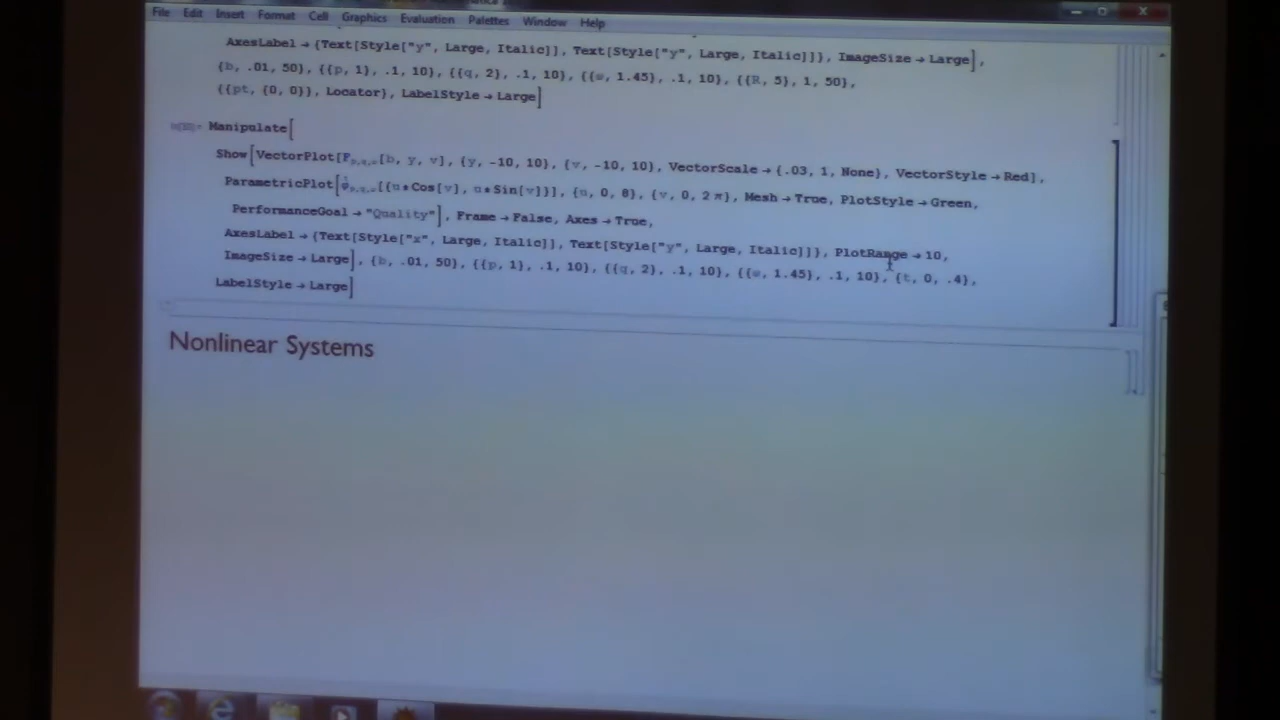 File Edit Insert Format Cell Graphics Evaluation Palettes Window Help
AxesLabel → {Text[Style["y", Large, Italic]], Text[Style["y", Large, Italic]]}, ImageSize → Large],
{b, .01, 50}, {{p, 1}, .1, 10}, {{q, 2}, .1, 10}, {{ω, 1.45}, .1, 10}, {{R, 5}, 1, 50},
{{pt, {0, 0}}, Locator}, LabelStyle → Large]
Manipulate[
Show[VectorPlot[F [b, y, v], {y, -10, 10}, {v, -10, 10}, VectorScale → {.03, 1, None}, VectorStyle → Red],
ParametricPlot[ [{u*Cos[v], u*Sin[v]}], {u, 0, 8}, {v, 0, 2 π}, Mesh → True, PlotStyle → Green,
PerformanceGoal → "Quality"], Frame → False, Axes → True,
AxesLabel → {Text[Style["x", Large, Italic]], Text[Style["y", Large, Italic]]}, PlotRange → 10,
ImageSize → Large], {b, .01, 50}, {{p, 1}, .1, 10}, {{q, 2}, .1, 10}, {{ω, 1.45}, .1, 10}, {t, 0, .4},
LabelStyle → Large]
Nonlinear Systems